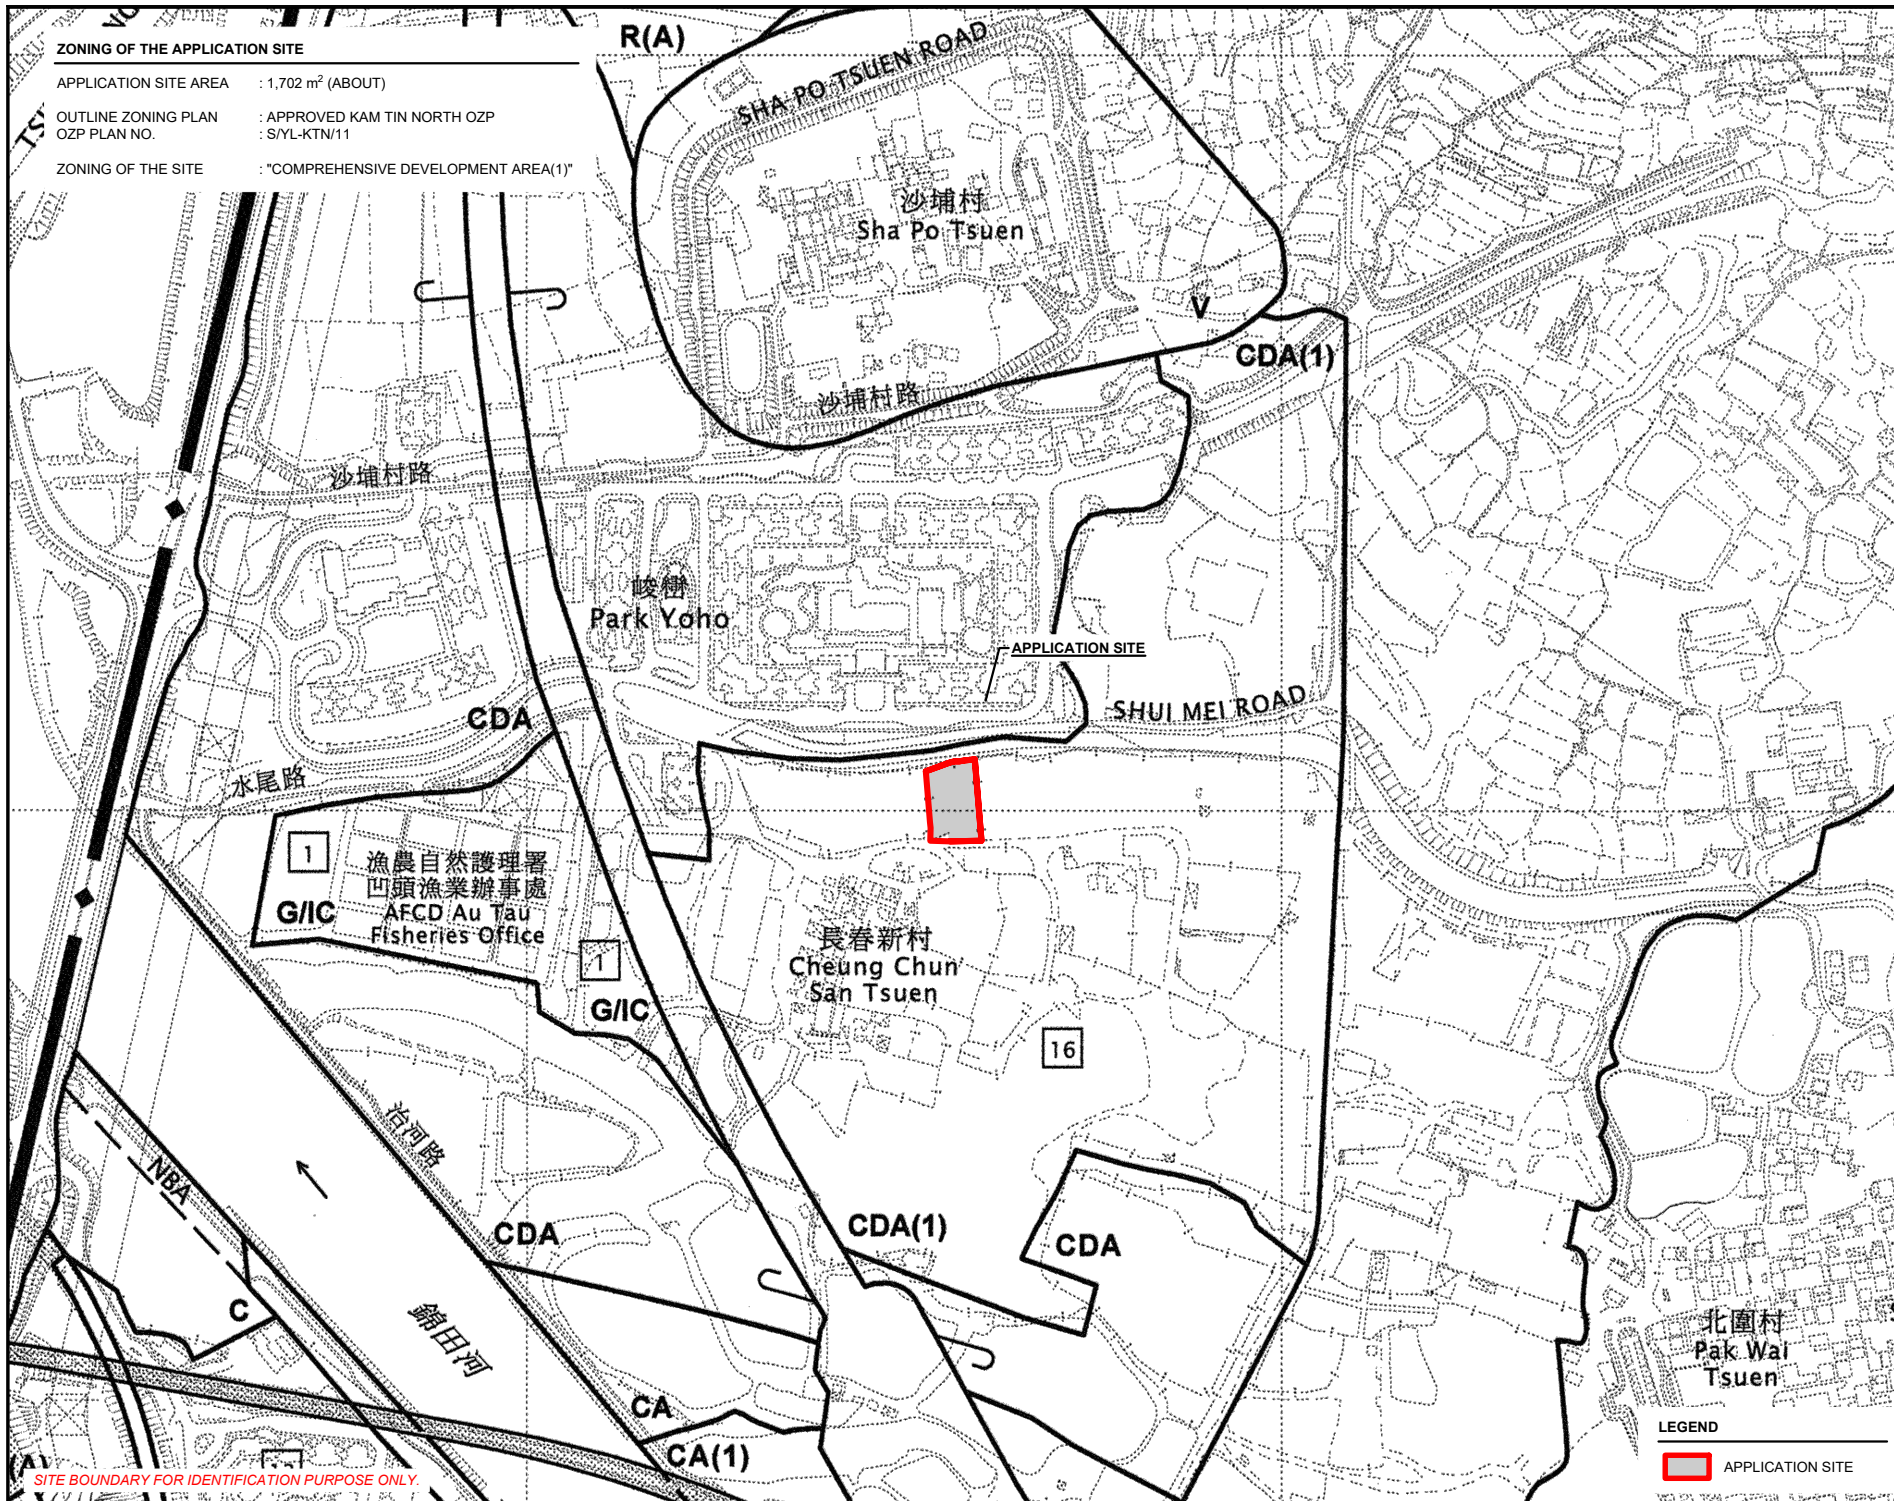 ZONING OF THE APPLICATION SITE
APPLICATION SITE AREA : 1,702 m² (ABOUT)
OUTLINE ZONING PLAN : APPROVED KAM TIN NORTH OZP
OZP PLAN NO. : S/YL-KTN/11
ZONING OF THE SITE : "COMPREHENSIVE DEVELOPMENT AREA(1)"
R(A)
SHA PO TSUEN ROAD
沙埔村
Sha Po Tsuen
V
CDA(1)
沙埔村路
沙埔村路
峻巒
Park Yoho
APPLICATION SITE
SHUI MEI ROAD
CDA
水尾路
1
漁農自然護理署
凹頭漁業辦事處
AFCD Au Tau
Fisheries Office
G/IC
1
G/IC
長春新村
Cheung Chun
San Tsuen
16
治河路
NBA
CDA
CDA(1)
CDA
C
錦田河
北圍村
Pak Wai
Tsuen
CA
CA(1)
LEGEND
APPLICATION SITE
SITE BOUNDARY FOR IDENTIFICATION PURPOSE ONLY.